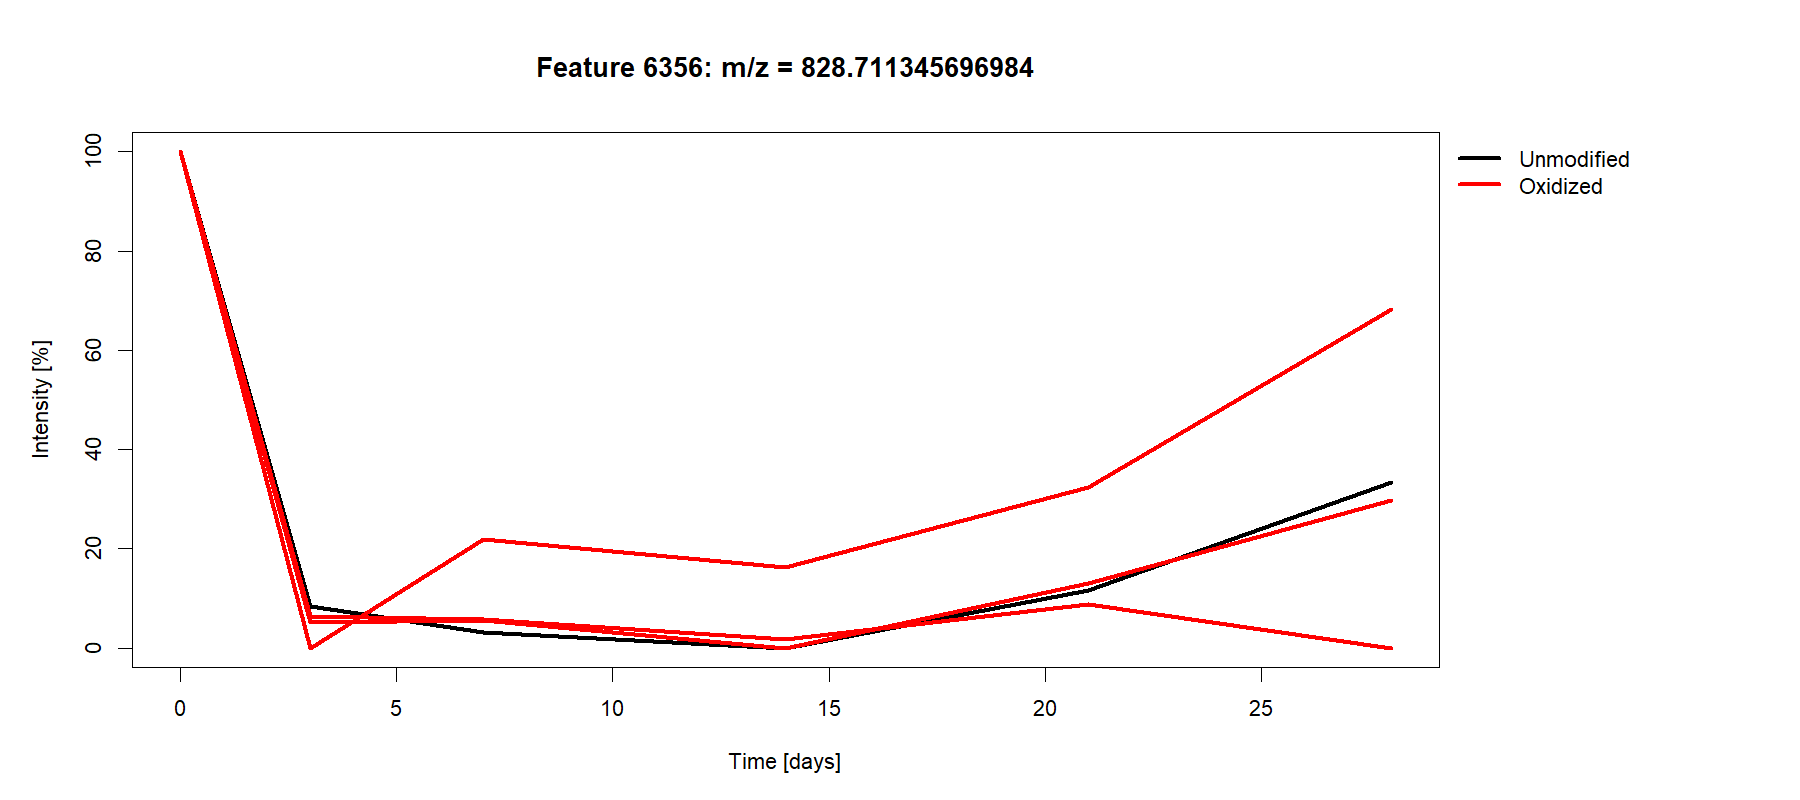 Feature 6356: m/z = 828.711345696984
Unmodified
Oxidized
Intensity [%]
100
80
60
40
20
0
0 5 10 15 20 25
Time [days]